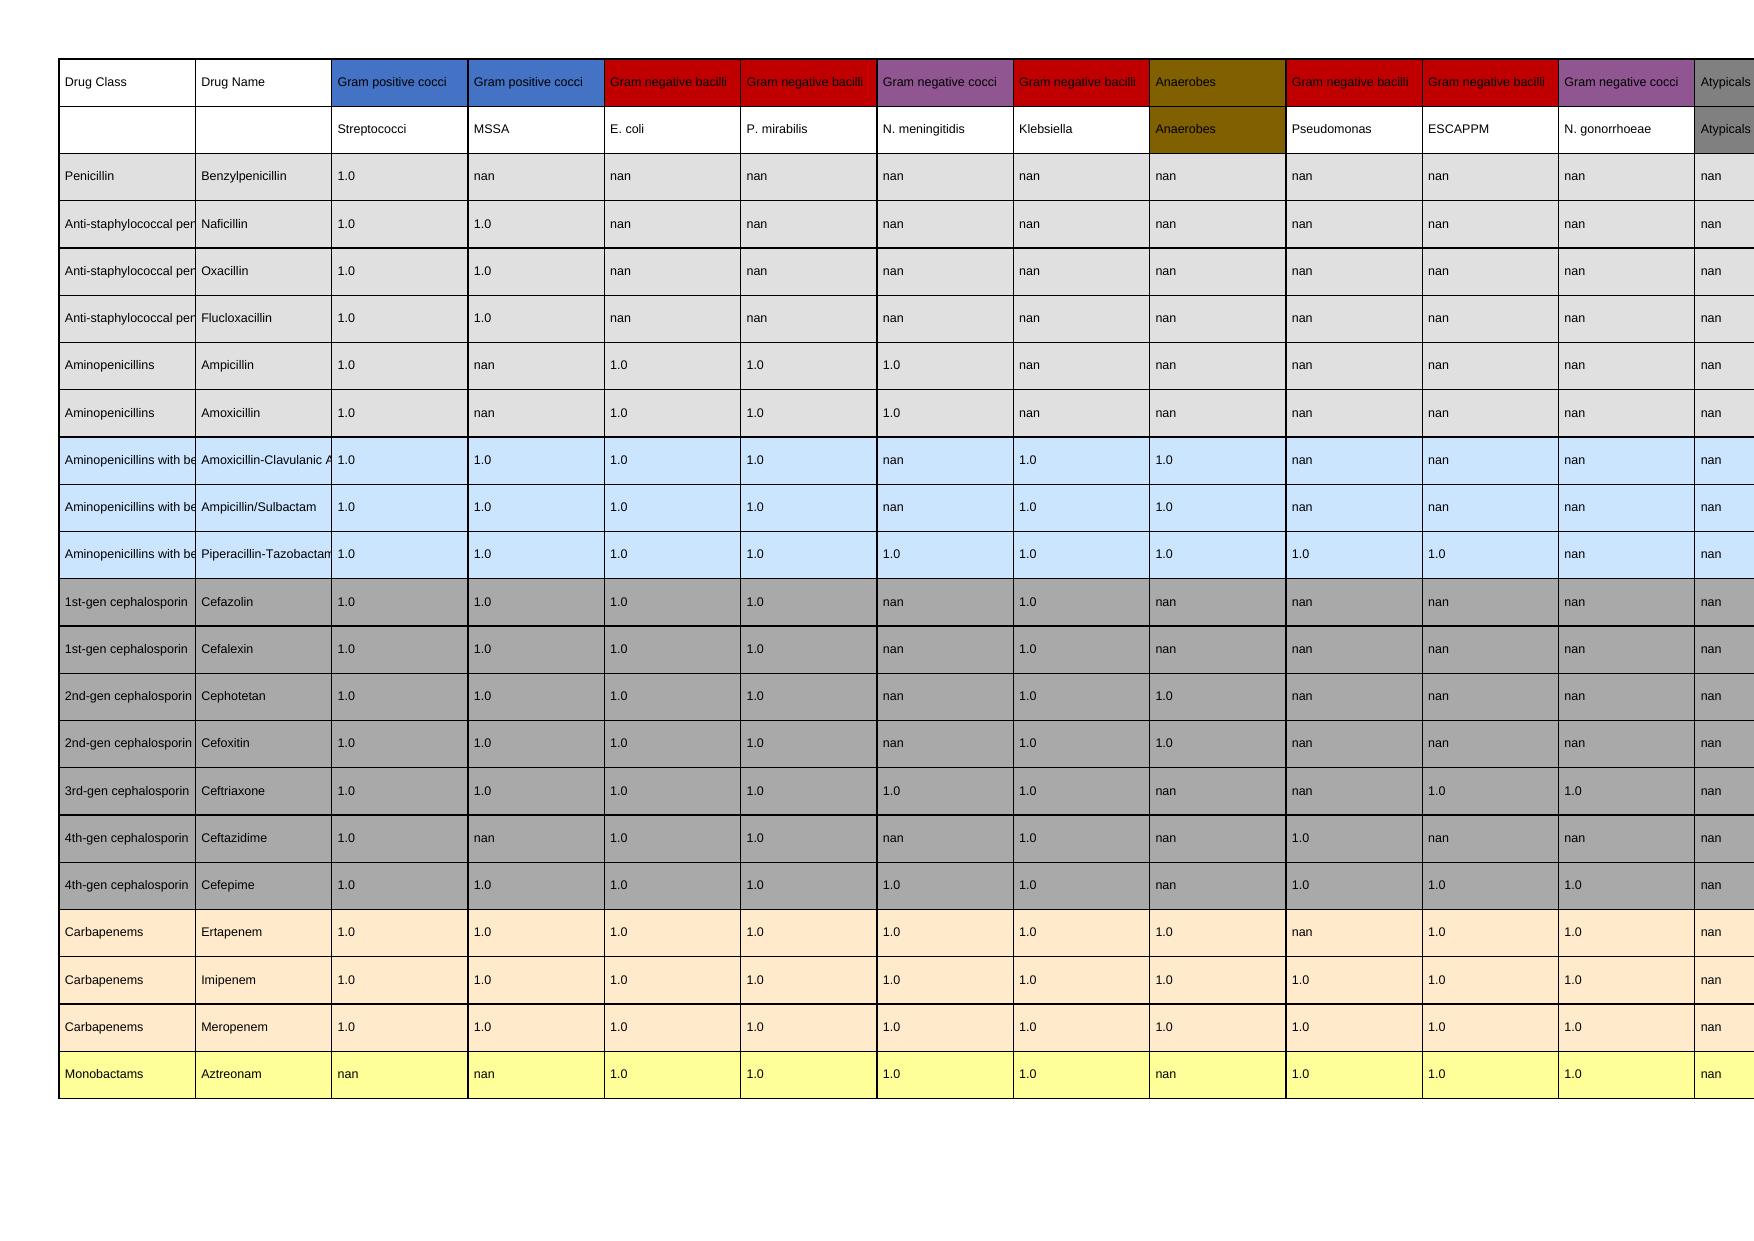 Drug Class Drug Name Gram positive cocci Gram positive cocci Gram negative bacilli Gram negative bacilli Gram negative cocci Gram negative bacilli Anaerobes Gram negative bacilli Gram negative bacilli Gram negative cocci Atypicals
Streptococci MSSA E. coli P. mirabilis N. meningitidis Klebsiella Anaerobes Pseudomonas ESCAPPM N. gonorrhoeae Atypicals
Penicillin Benzylpenicillin 1.0 nan nan nan nan nan nan nan nan nan nan
Anti-staphylococcal pen Naficillin 1.0 1.0 nan nan nan nan nan nan nan nan nan
Anti-staphylococcal pen Oxacillin 1.0 1.0 nan nan nan nan nan nan nan nan nan
Anti-staphylococcal pen Flucloxacillin 1.0 1.0 nan nan nan nan nan nan nan nan nan
Aminopenicillins Ampicillin 1.0 nan 1.0 1.0 1.0 nan nan nan nan nan nan
Aminopenicillins Amoxicillin 1.0 nan 1.0 1.0 1.0 nan nan nan nan nan nan
Aminopenicillins with be Amoxicillin-Clavulanic A 1.0 1.0 1.0 1.0 nan 1.0 1.0 nan nan nan nan
Aminopenicillins with be Ampicillin/Sulbactam 1.0 1.0 1.0 1.0 nan 1.0 1.0 nan nan nan nan
Aminopenicillins with be Piperacillin-Tazobactam 1.0 1.0 1.0 1.0 1.0 1.0 1.0 1.0 1.0 nan nan
1st-gen cephalosporin Cefazolin 1.0 1.0 1.0 1.0 nan 1.0 nan nan nan nan nan
1st-gen cephalosporin Cefalexin 1.0 1.0 1.0 1.0 nan 1.0 nan nan nan nan nan
2nd-gen cephalosporin Cephotetan 1.0 1.0 1.0 1.0 nan 1.0 1.0 nan nan nan nan
2nd-gen cephalosporin Cefoxitin 1.0 1.0 1.0 1.0 nan 1.0 1.0 nan nan nan nan
3rd-gen cephalosporin Ceftriaxone 1.0 1.0 1.0 1.0 1.0 1.0 nan nan 1.0 1.0 nan
4th-gen cephalosporin Ceftazidime 1.0 nan 1.0 1.0 nan 1.0 nan 1.0 nan nan nan
4th-gen cephalosporin Cefepime 1.0 1.0 1.0 1.0 1.0 1.0 nan 1.0 1.0 1.0 nan
Carbapenems Ertapenem 1.0 1.0 1.0 1.0 1.0 1.0 1.0 nan 1.0 1.0 nan
Carbapenems Imipenem 1.0 1.0 1.0 1.0 1.0 1.0 1.0 1.0 1.0 1.0 nan
Carbapenems Meropenem 1.0 1.0 1.0 1.0 1.0 1.0 1.0 1.0 1.0 1.0 nan
Monobactams Aztreonam nan nan 1.0 1.0 1.0 1.0 nan 1.0 1.0 1.0 nan